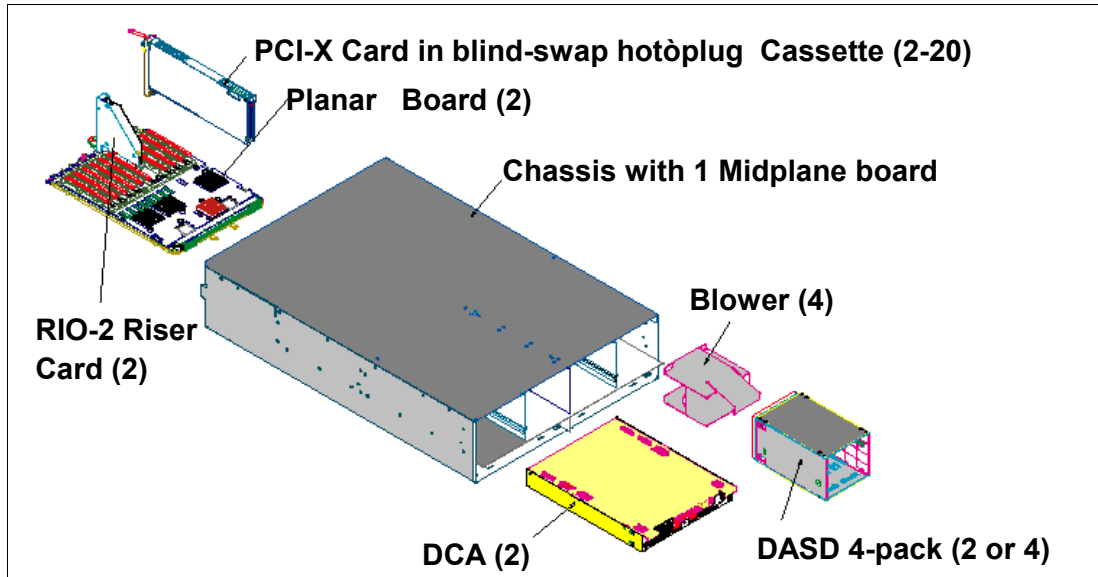 PCI-X Card in blind-swap hotòplug Cassette (2-20)
Planar Board (2)
Chassis with 1 Midplane board
Blower (4)
RIO-2 Riser
Card (2)
DCA (2)
DASD 4-pack (2 or 4)